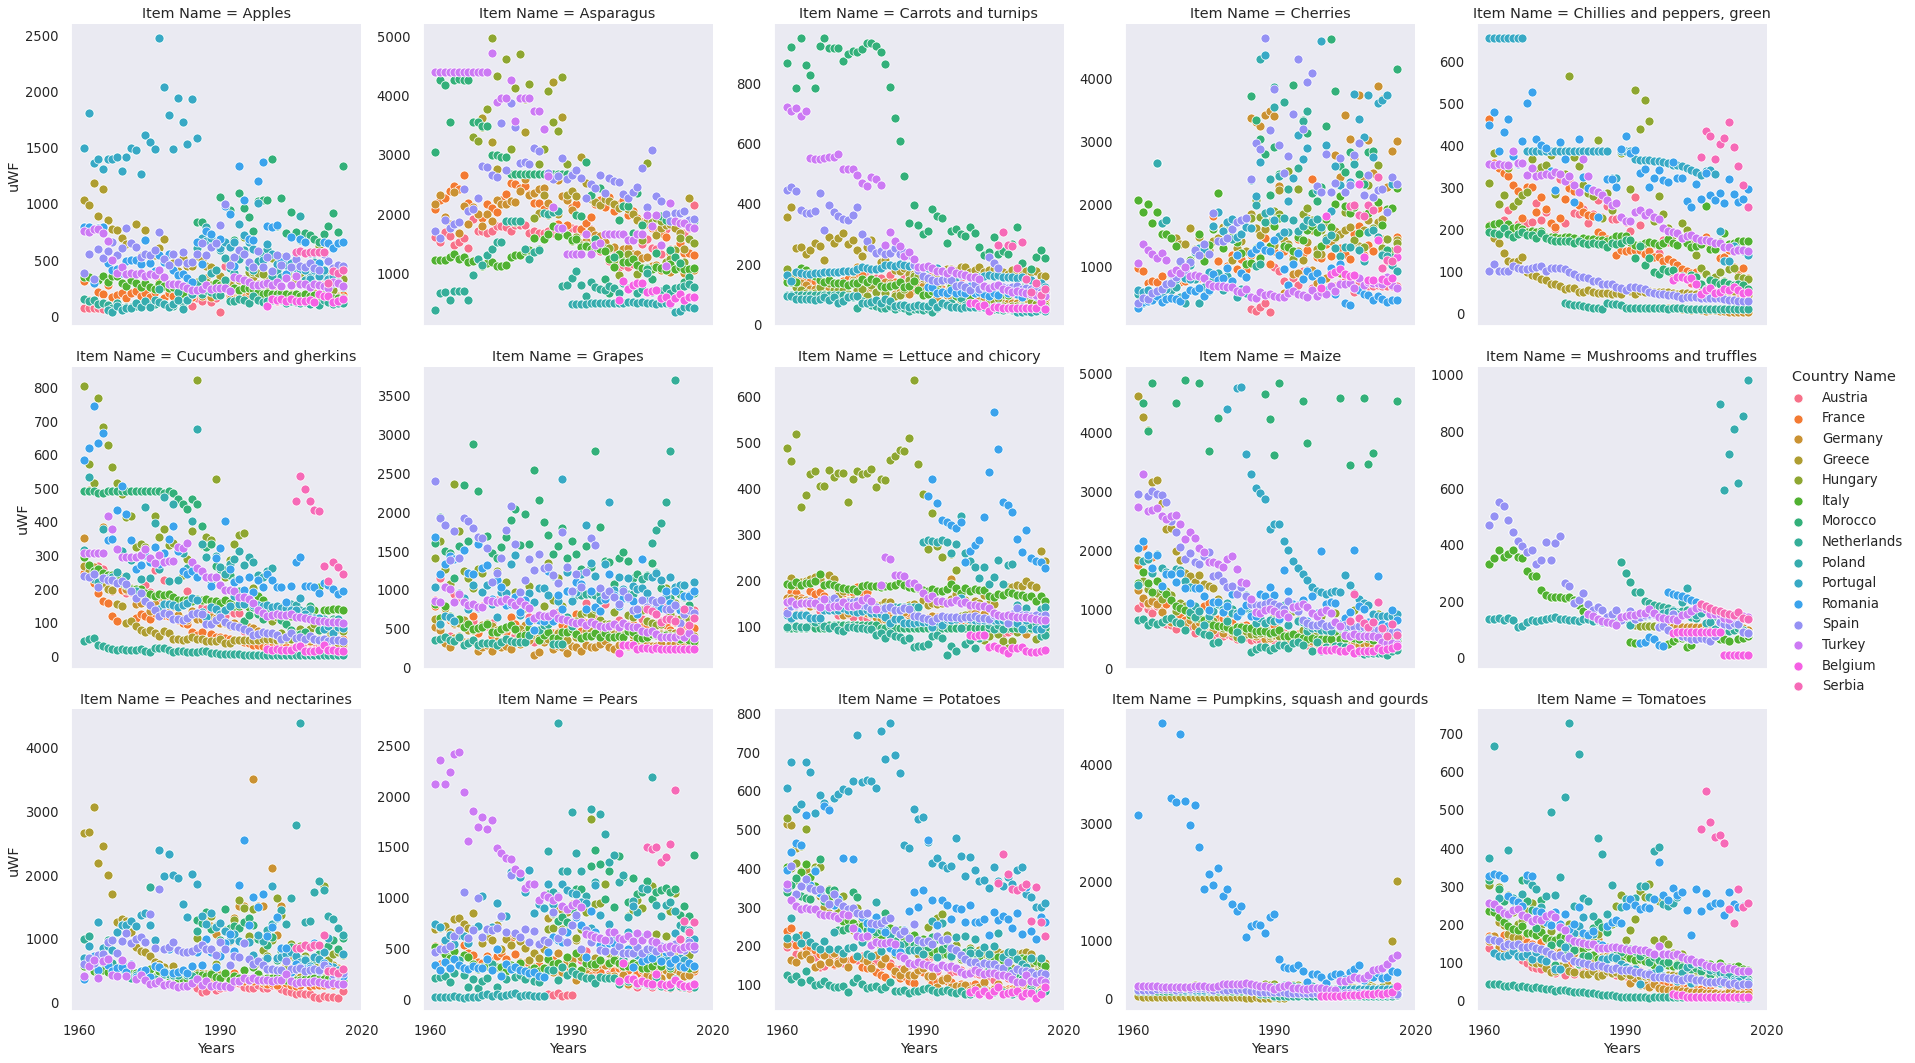 Item Name = Apples
Item Name = Asparagus
Item Name = Carrots and turnips
Item Name = Cherries
Item Name = Chillies and peppers, green
uWF
2500
2000
1500
1000
500
0
5000
4000
3000
2000
1000
800
600
400
200
0
4000
3000
2000
1000
600
500
400
300
200
100
0
Item Name = Cucumbers and gherkins
Item Name = Grapes
Item Name = Lettuce and chicory
Item Name = Maize
Item Name = Mushrooms and truffles
uWF
800
700
600
500
400
300
200
100
0
3500
3000
2500
2000
1500
1000
500
0
600
500
400
300
200
100
5000
4000
3000
2000
1000
0
1000
800
600
400
200
0
Country Name
Austria
France
Germany
Greece
Hungary
Italy
Morocco
Netherlands
Poland
Portugal
Romania
Spain
Turkey
Belgium
Serbia
Item Name = Peaches and nectarines
Item Name = Pears
Item Name = Potatoes
Item Name = Pumpkins, squash and gourds
Item Name = Tomatoes
uWF
4000
3000
2000
1000
0
2500
2000
1500
1000
500
0
800
700
600
500
400
300
200
100
4000
3000
2000
1000
0
700
600
500
400
300
200
100
0
1960 1990 2020
1960 1990 2020
1960 1990 2020
1960 1990 2020
1960 1990 2020
Years
Years
Years
Years
Years